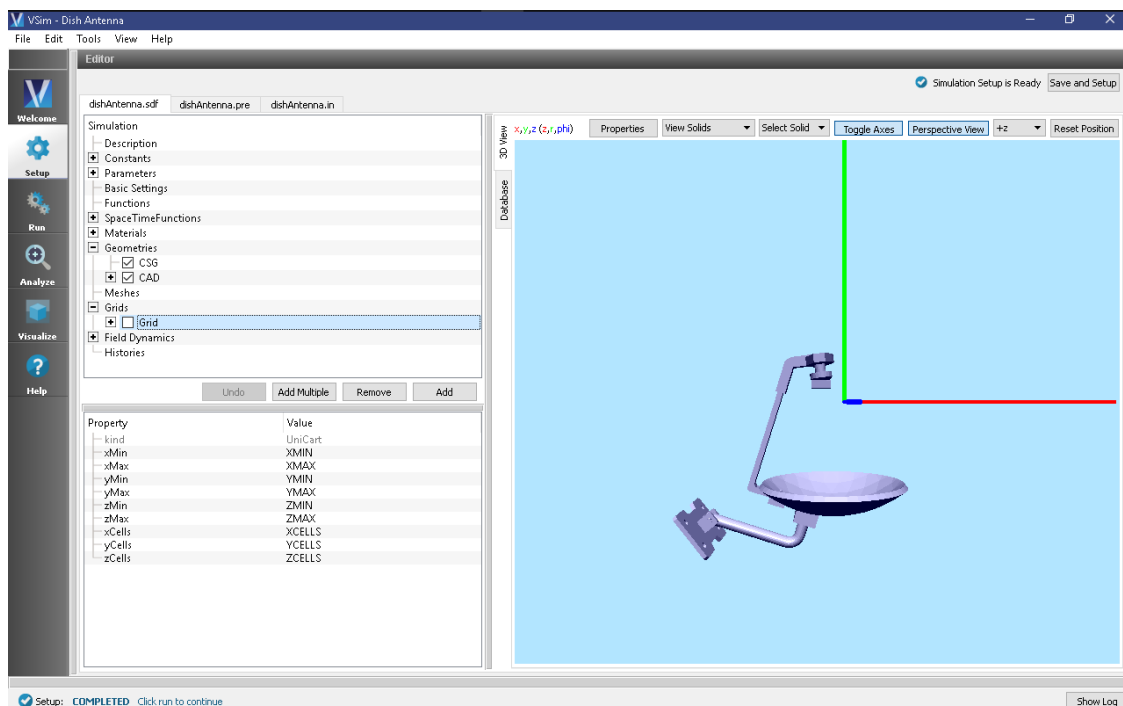 VSim - Dish Antenna
File Edit Tools View Help
Editor
Simulation Setup is Ready Save and Setup
Welcome
Setup
Run
Analyze
Visualize
Help
dishAntenna.sdf dishAntenna.pre dishAntenna.in
Simulation
Description
Constants
Parameters
Basic Settings
Functions
SpaceTimeFunctions
Materials
Geometries
CSG
CAD
Meshes
Grids
Grid
Field Dynamics
Histories
Undo Add Multiple Remove Add
Property Value
kind UniCart
xMin XMIN
xMax XMAX
yMin YMIN
yMax YMAX
zMin ZMIN
zMax ZMAX
xCells XCELLS
yCells YCELLS
zCells ZCELLS
3D View
Database
x,y,z (z,r,phi) Properties View Solids Select Solid Toggle Axes Perspective View +z Reset Position
Setup: COMPLETED Click run to continue
Show Log